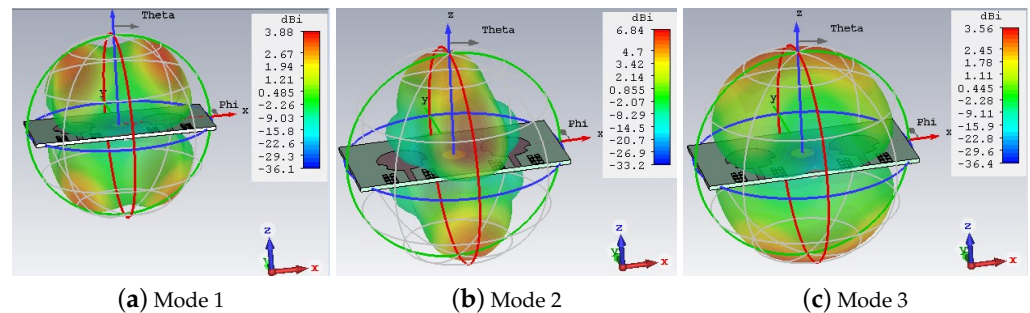 Theta
dBi
3.88
2.67
1.94
1.21
0.485
-2.26
-9.03
-15.8
-22.6
-29.3
-36.1
y
Phi
x
z
y
x
(a) Mode 1
z
Theta
dBi
6.84
4.7
3.42
2.14
0.855
-2.07
-8.29
-14.5
-20.7
-26.9
-33.2
y
Phi
x
z
y
x
(b) Mode 2
z
Theta
dBi
3.56
2.45
1.78
1.11
0.445
-2.28
-9.11
-15.9
-22.8
-29.6
-36.4
y
Phi
x
z
y
x
(c) Mode 3